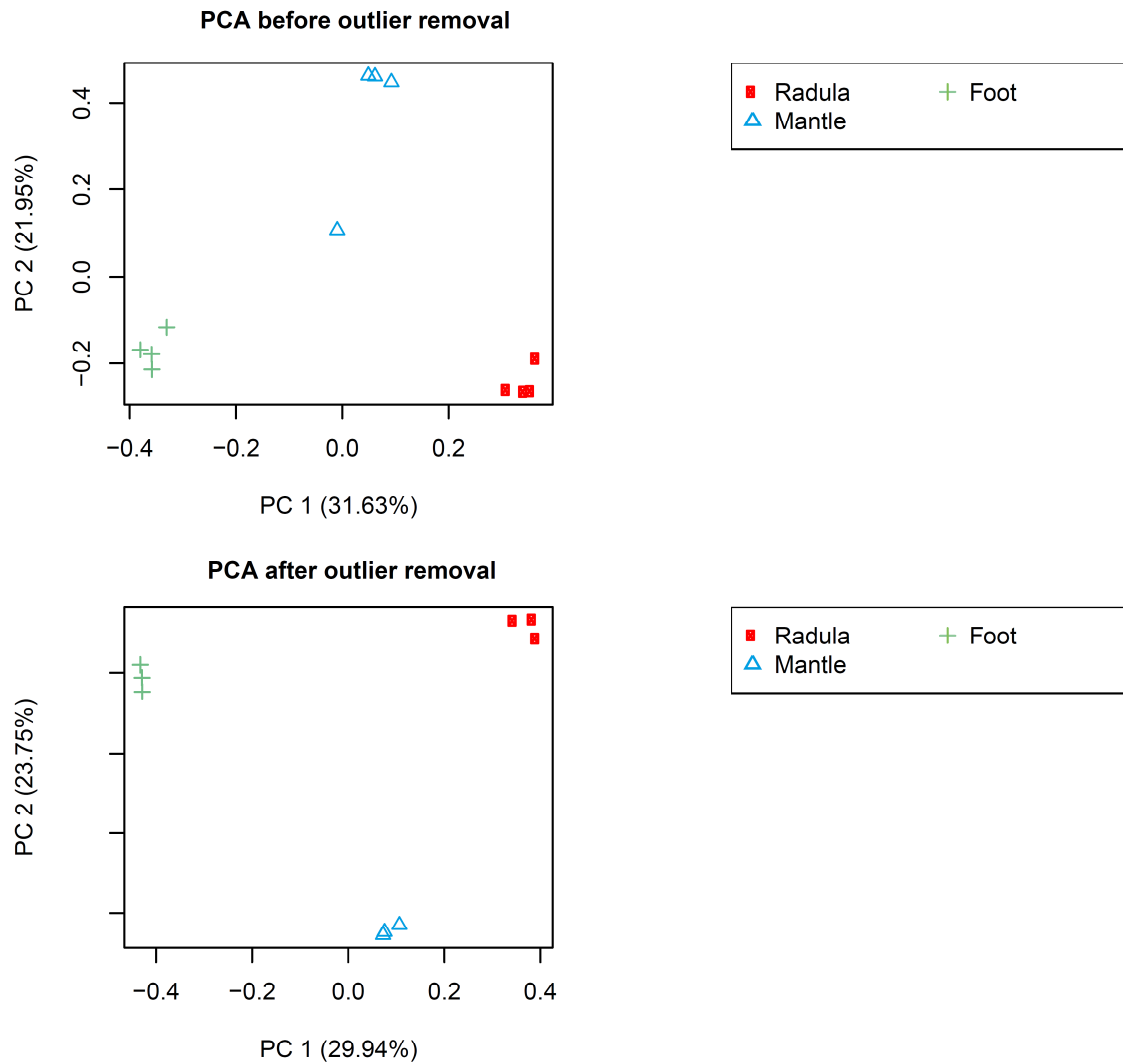 PCA before outlier removal
PC 2 (21.95%)
0.4
0.2
0.0
−0.2
−0.4 −0.2 0.0 0.2
PC 1 (31.63%)
Radula Foot
Mantle
PCA after outlier removal
PC 2 (23.75%)
−0.4 −0.2 0.0 0.2 0.4
PC 1 (29.94%)
Radula Foot
Mantle